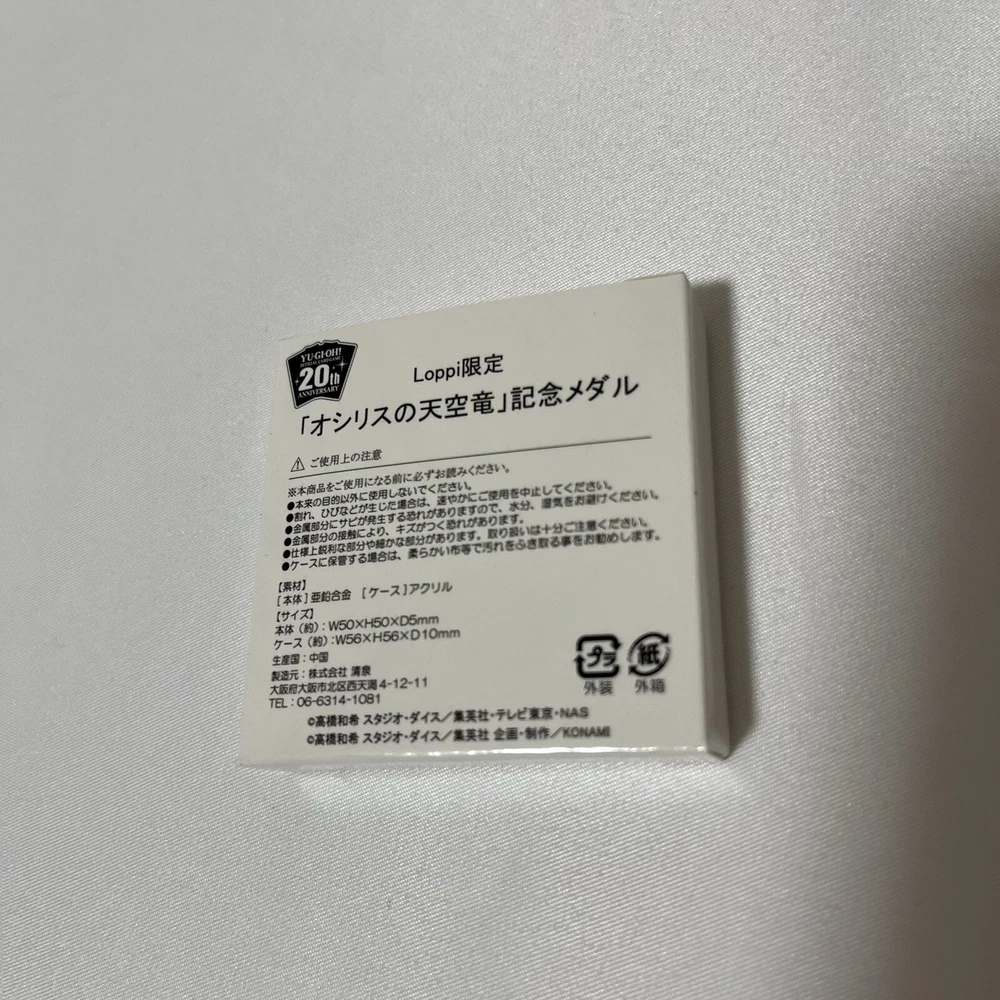 YU-GI-OH!
OFFICIAL CARD GAME
20th
ANNIVERSARY
Loppi限定
「オシリスの天空竜」記念メダル
⚠ ご使用上の注意
※本商品をご使用になる前に必ずお読みください。
●本来の目的以外に使用しないでください。
●割れ、ひびなどが生じた場合は、速やかにご使用を中止してください。
●金属部分にサビが発生する恐れがありますので、水分、湿気をお避けください。
●金属部分の接触により、キズがつく恐れがあります。
●仕様上鋭利な部分や細かな部分があります。取り扱いは十分ご注意ください。
●ケースに保管する場合は、柔らかい布等で汚れをふき取る事をお勧めします。
【素材】
[本体]亜鉛合金 [ケース]アクリル
【サイズ】
本体(約):W50×H50×D5mm
ケース(約):W56×H56×D10mm
生産国:中国
製造元:株式会社 清泉
大阪府大阪市北区西天満4-12-11
TEL:06-6314-1081
プラ 紙
外装 外箱
©高橋和希 スタジオ・ダイス/集英社・テレビ東京・NAS
©高橋和希 スタジオ・ダイス/集英社 企画・制作/KONAMI